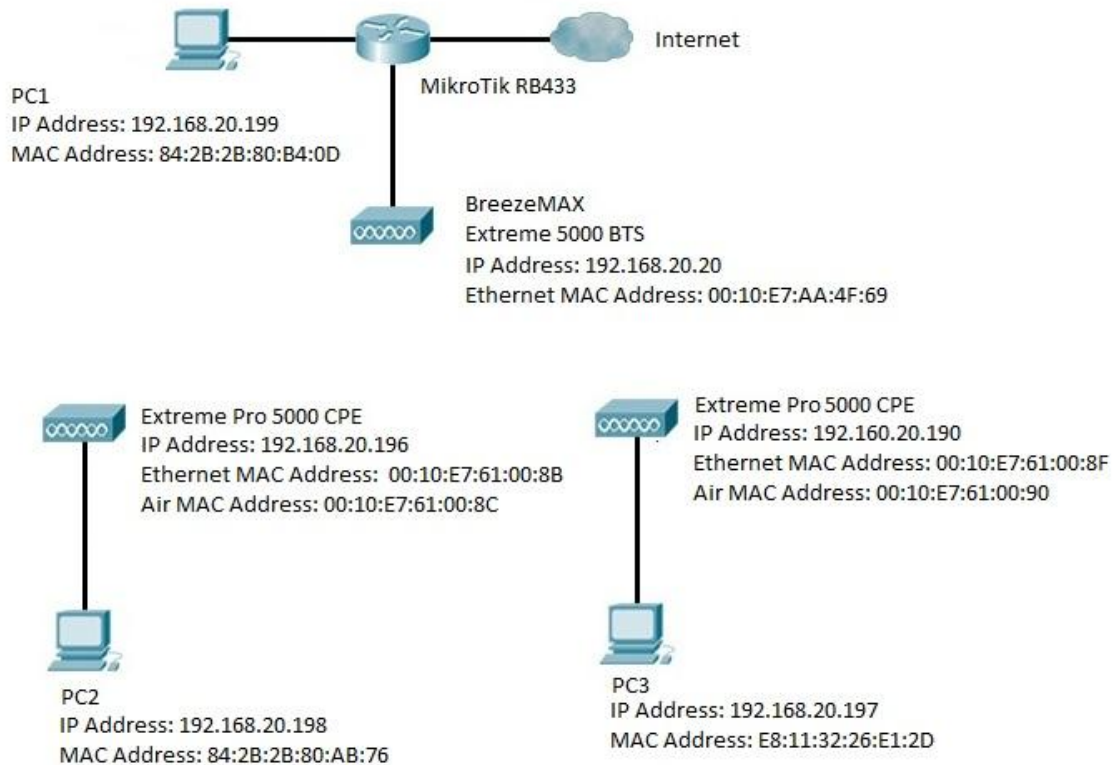 Internet
MikroTik RB433
PC1
IP Address: 192.168.20.199
MAC Address: 84:2B:2B:80:B4:0D
BreezeMAX
Extreme 5000 BTS
IP Address: 192.168.20.20
Ethernet MAC Address: 00:10:E7:AA:4F:69
Extreme Pro 5000 CPE
IP Address: 192.168.20.196
Ethernet MAC Address: 00:10:E7:61:00:8B
Air MAC Address: 00:10:E7:61:00:8C
Extreme Pro 5000 CPE
IP Address: 192.160.20.190
Ethernet MAC Address: 00:10:E7:61:00:8F
Air MAC Address: 00:10:E7:61:00:90
PC2
IP Address: 192.168.20.198
MAC Address: 84:2B:2B:80:AB:76
PC3
IP Address: 192.168.20.197
MAC Address: E8:11:32:26:E1:2D